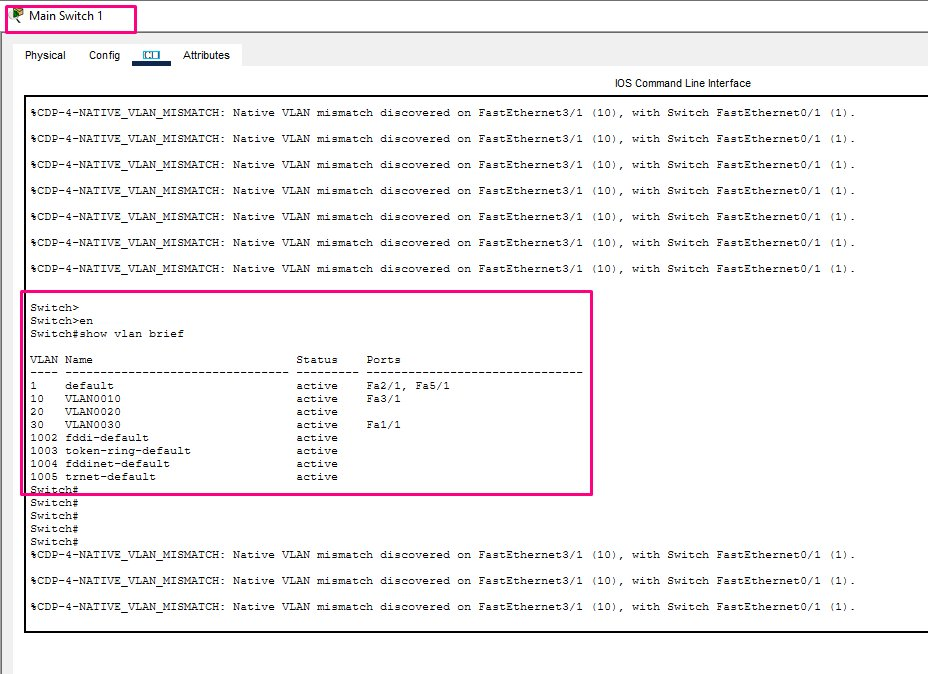 Main Switch 1
Physical Config CLI Attributes
IOS Command Line Interface
%CDP-4-NATIVE_VLAN_MISMATCH: Native VLAN mismatch discovered on FastEthernet3/1 (10), with Switch FastEthernet0/1 (1).
%CDP-4-NATIVE_VLAN_MISMATCH: Native VLAN mismatch discovered on FastEthernet3/1 (10), with Switch FastEthernet0/1 (1).
%CDP-4-NATIVE_VLAN_MISMATCH: Native VLAN mismatch discovered on FastEthernet3/1 (10), with Switch FastEthernet0/1 (1).
%CDP-4-NATIVE_VLAN_MISMATCH: Native VLAN mismatch discovered on FastEthernet3/1 (10), with Switch FastEthernet0/1 (1).
%CDP-4-NATIVE_VLAN_MISMATCH: Native VLAN mismatch discovered on FastEthernet3/1 (10), with Switch FastEthernet0/1 (1).
%CDP-4-NATIVE_VLAN_MISMATCH: Native VLAN mismatch discovered on FastEthernet3/1 (10), with Switch FastEthernet0/1 (1).
%CDP-4-NATIVE_VLAN_MISMATCH: Native VLAN mismatch discovered on FastEthernet3/1 (10), with Switch FastEthernet0/1 (1).
Switch>
Switch>en
Switch#show vlan brief
VLAN Name                             Status    Ports
---- -------------------------------- --------- -------------------------------
1    default                          active    Fa2/1, Fa5/1
10   VLAN0010                         active    Fa3/1
20   VLAN0020                         active
30   VLAN0030                         active    Fa1/1
1002 fddi-default                     active
1003 token-ring-default               active
1004 fddinet-default                  active
1005 trnet-default                    active
Switch#
Switch#
Switch#
Switch#
Switch#
%CDP-4-NATIVE_VLAN_MISMATCH: Native VLAN mismatch discovered on FastEthernet3/1 (10), with Switch FastEthernet0/1 (1).
%CDP-4-NATIVE_VLAN_MISMATCH: Native VLAN mismatch discovered on FastEthernet3/1 (10), with Switch FastEthernet0/1 (1).
%CDP-4-NATIVE_VLAN_MISMATCH: Native VLAN mismatch discovered on FastEthernet3/1 (10), with Switch FastEthernet0/1 (1).